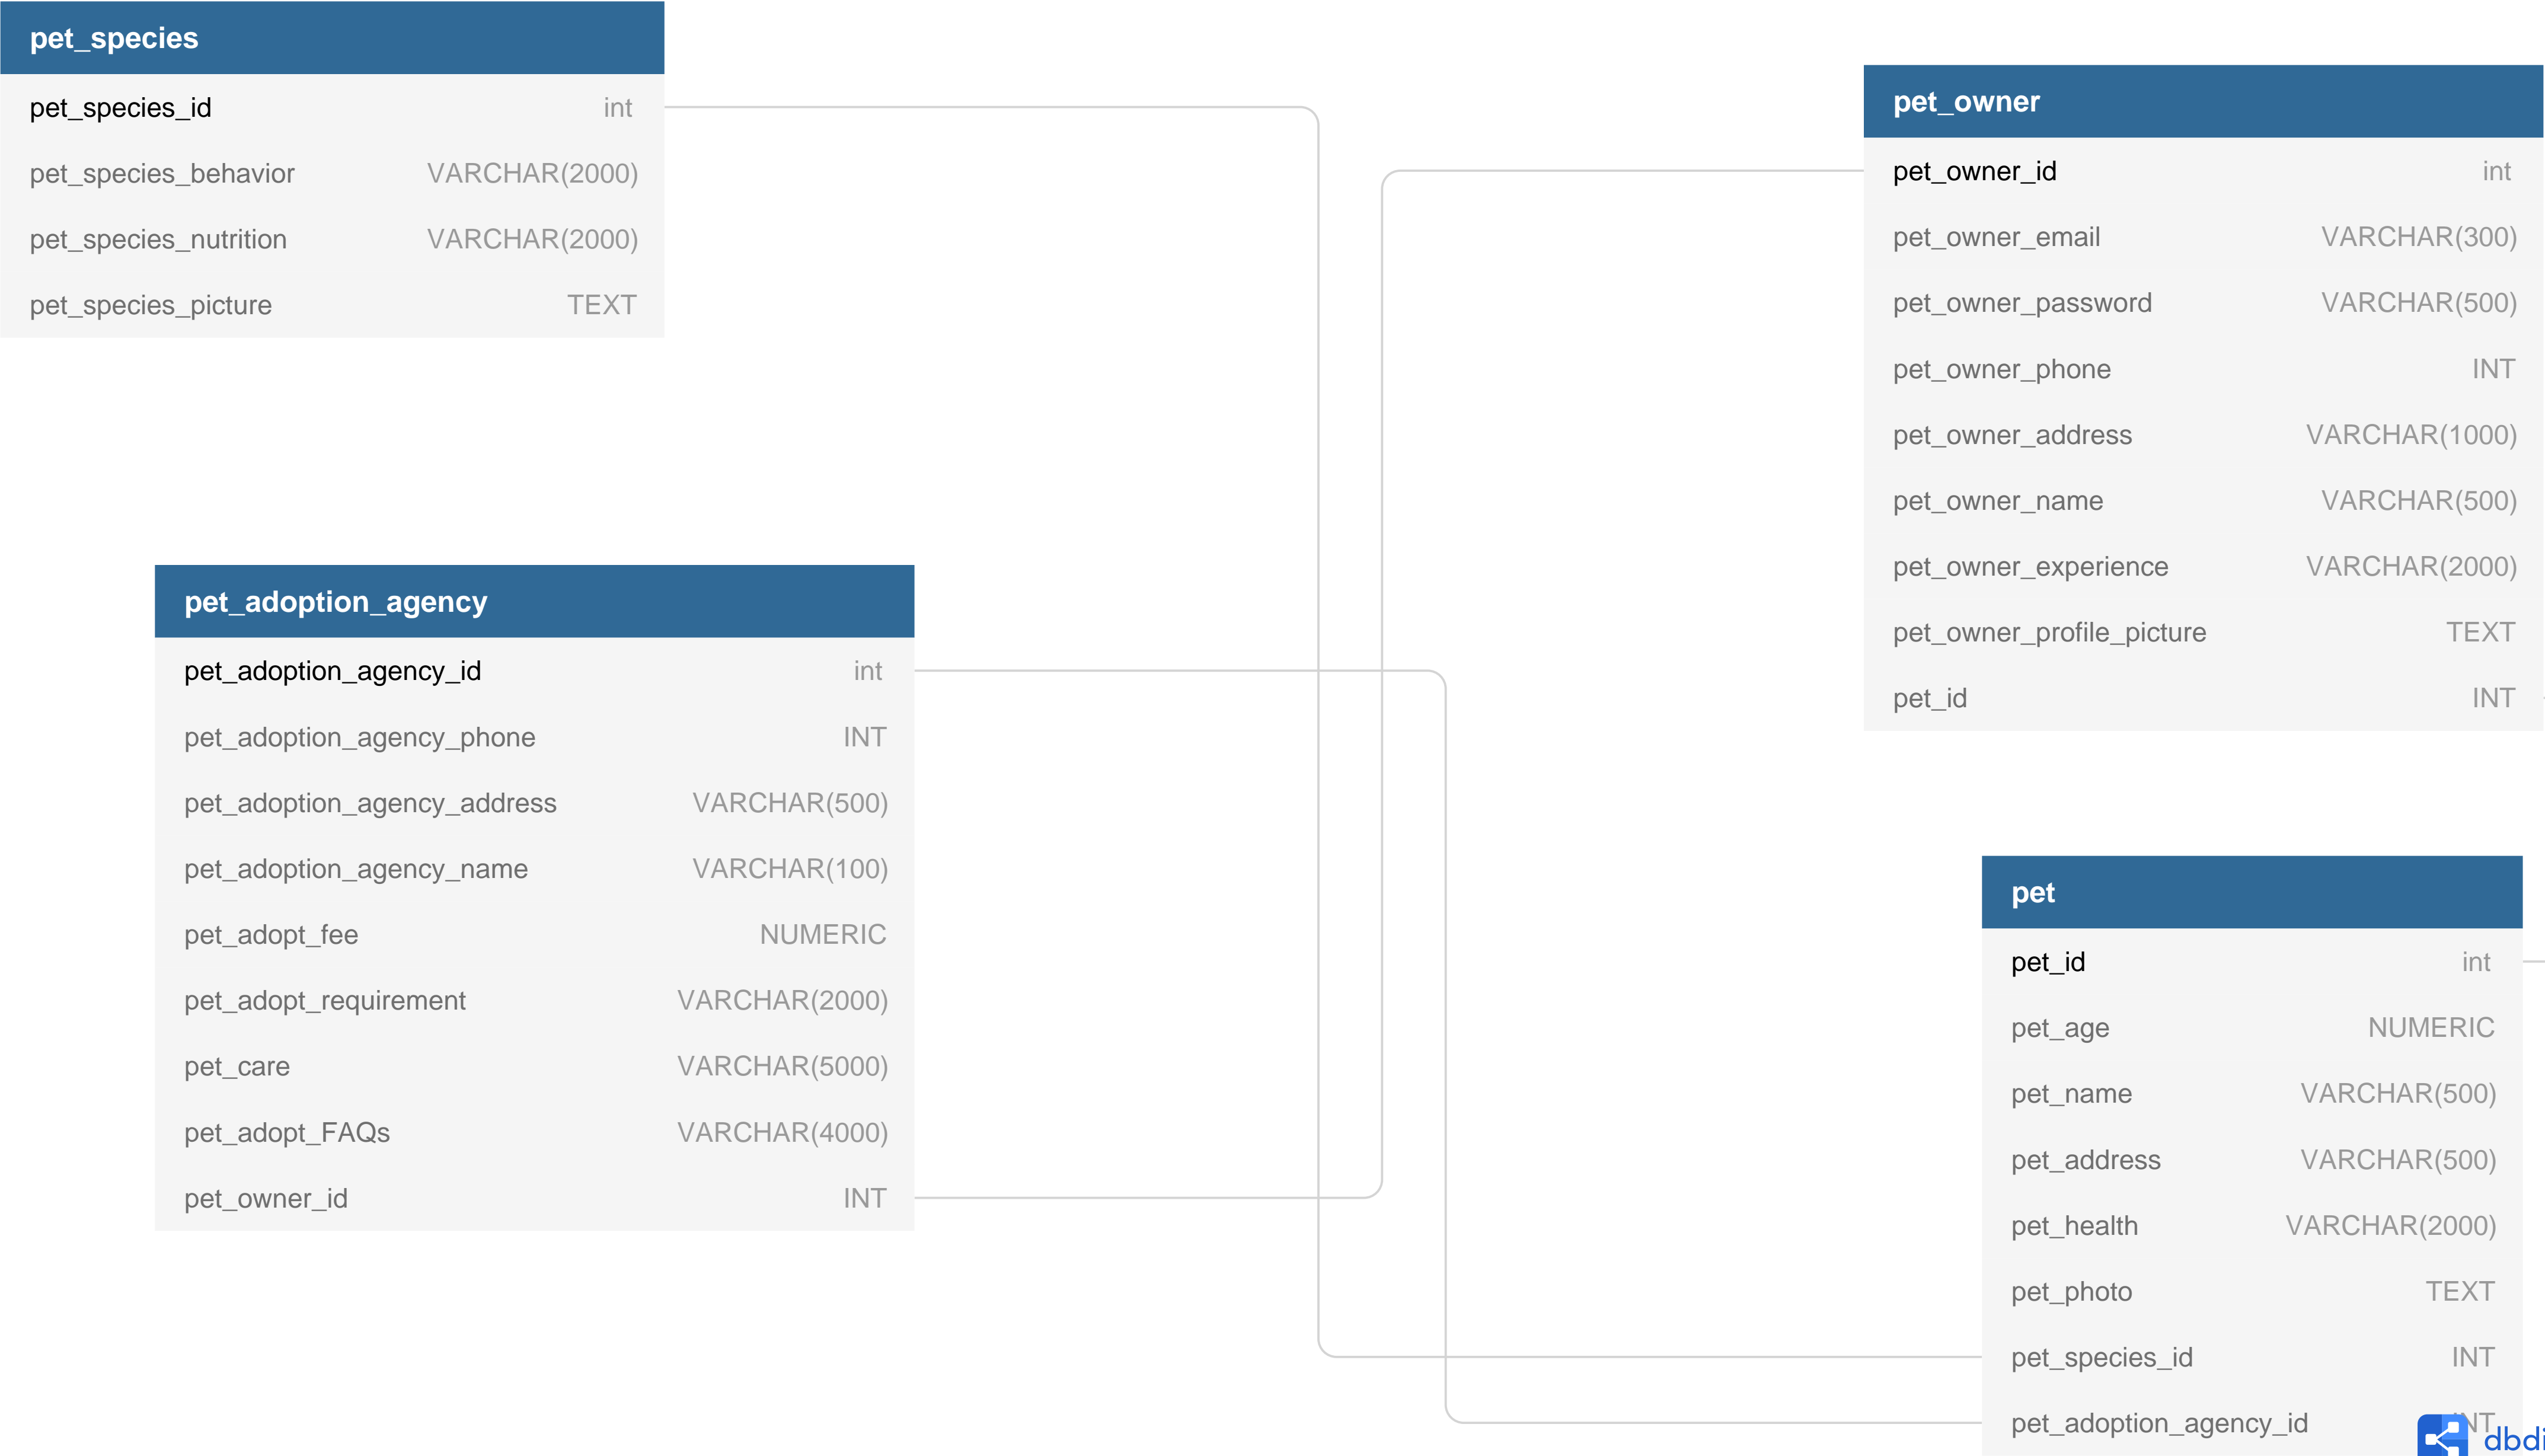 pet_species
pet_species_id int
pet_species_behavior VARCHAR(2000)
pet_species_nutrition VARCHAR(2000)
pet_species_picture TEXT
pet_owner
pet_owner_id int
pet_owner_email VARCHAR(300)
pet_owner_password VARCHAR(500)
pet_owner_phone INT
pet_owner_address VARCHAR(1000)
pet_owner_name VARCHAR(500)
pet_owner_experience VARCHAR(2000)
pet_owner_profile_picture TEXT
pet_id INT
pet_adoption_agency
pet_adoption_agency_id int
pet_adoption_agency_phone INT
pet_adoption_agency_address VARCHAR(500)
pet_adoption_agency_name VARCHAR(100)
pet_adopt_fee NUMERIC
pet_adopt_requirement VARCHAR(2000)
pet_care VARCHAR(5000)
pet_adopt_FAQs VARCHAR(4000)
pet_owner_id INT
pet
pet_id int
pet_age NUMERIC
pet_name VARCHAR(500)
pet_address VARCHAR(500)
pet_health VARCHAR(2000)
pet_photo TEXT
pet_species_id INT
pet_adoption_agency_id